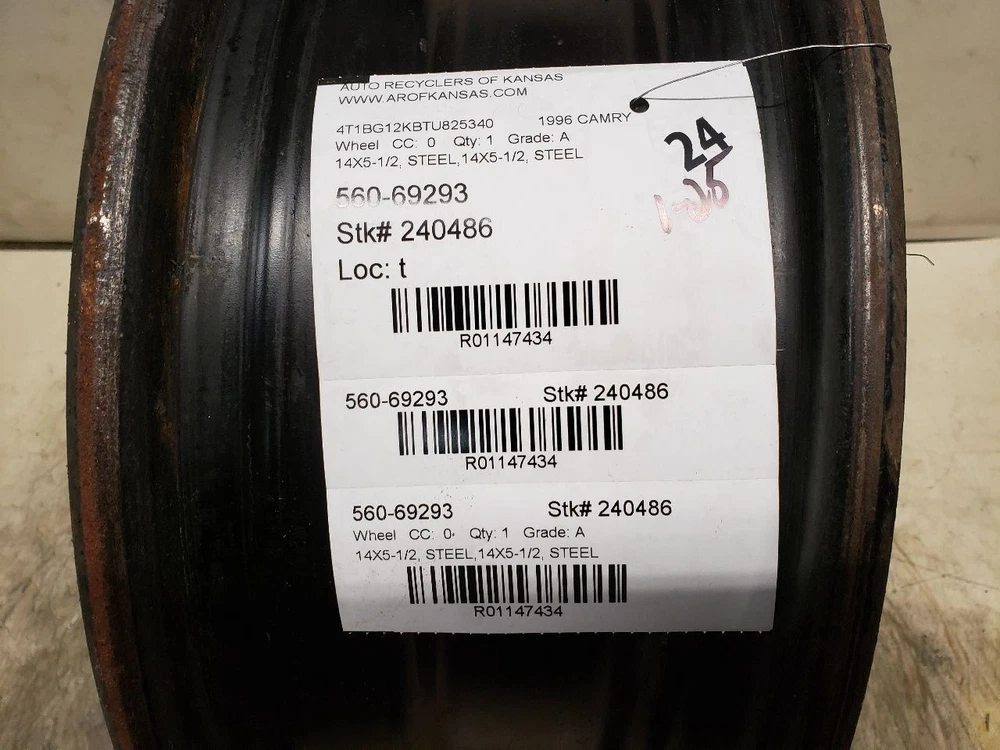 AUTO RECYCLERS OF KANSAS
WWW.AROFKANSAS.COM
4T1BG12KBTU825340 1996 CAMRY
Wheel CC: 0 Qty: 1 Grade: A
14X5-1/2, STEEL,14X5-1/2, STEEL
24
1-26
560-69293
Stk# 240486
Loc: t
R01147434
560-69293 Stk# 240486
R01147434
560-69293 Stk# 240486
Wheel CC: 0 Qty: 1 Grade: A
14X5-1/2, STEEL,14X5-1/2, STEEL
R01147434